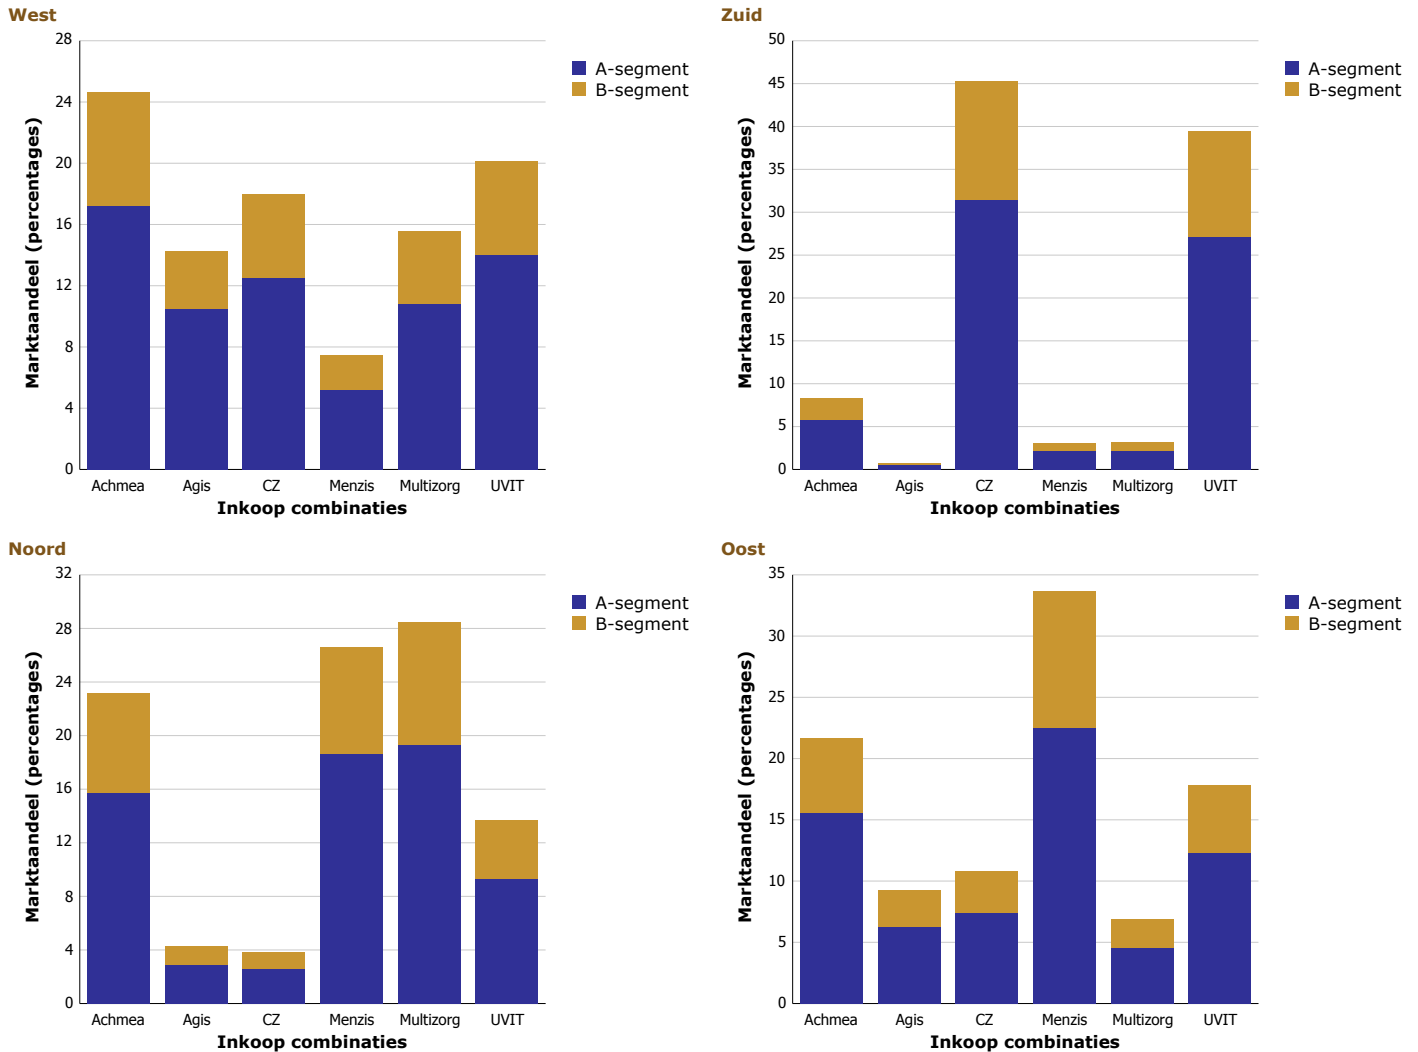 West
28
24
20
16
12
8
4
0
Marktaandeel (percentages)
Achmea Agis CZ Menzis Multizorg UVIT
Inkoop combinaties
A-segment
B-segment
Zuid
50
45
40
35
30
25
20
15
10
5
0
Marktaandeel (percentages)
Achmea Agis CZ Menzis Multizorg UVIT
Inkoop combinaties
A-segment
B-segment
Noord
32
28
24
20
16
12
8
4
0
Marktaandeel (percentages)
Achmea Agis CZ Menzis Multizorg UVIT
Inkoop combinaties
A-segment
B-segment
Oost
35
30
25
20
15
10
5
0
Marktaandeel (percentages)
Achmea Agis CZ Menzis Multizorg UVIT
Inkoop combinaties
A-segment
B-segment